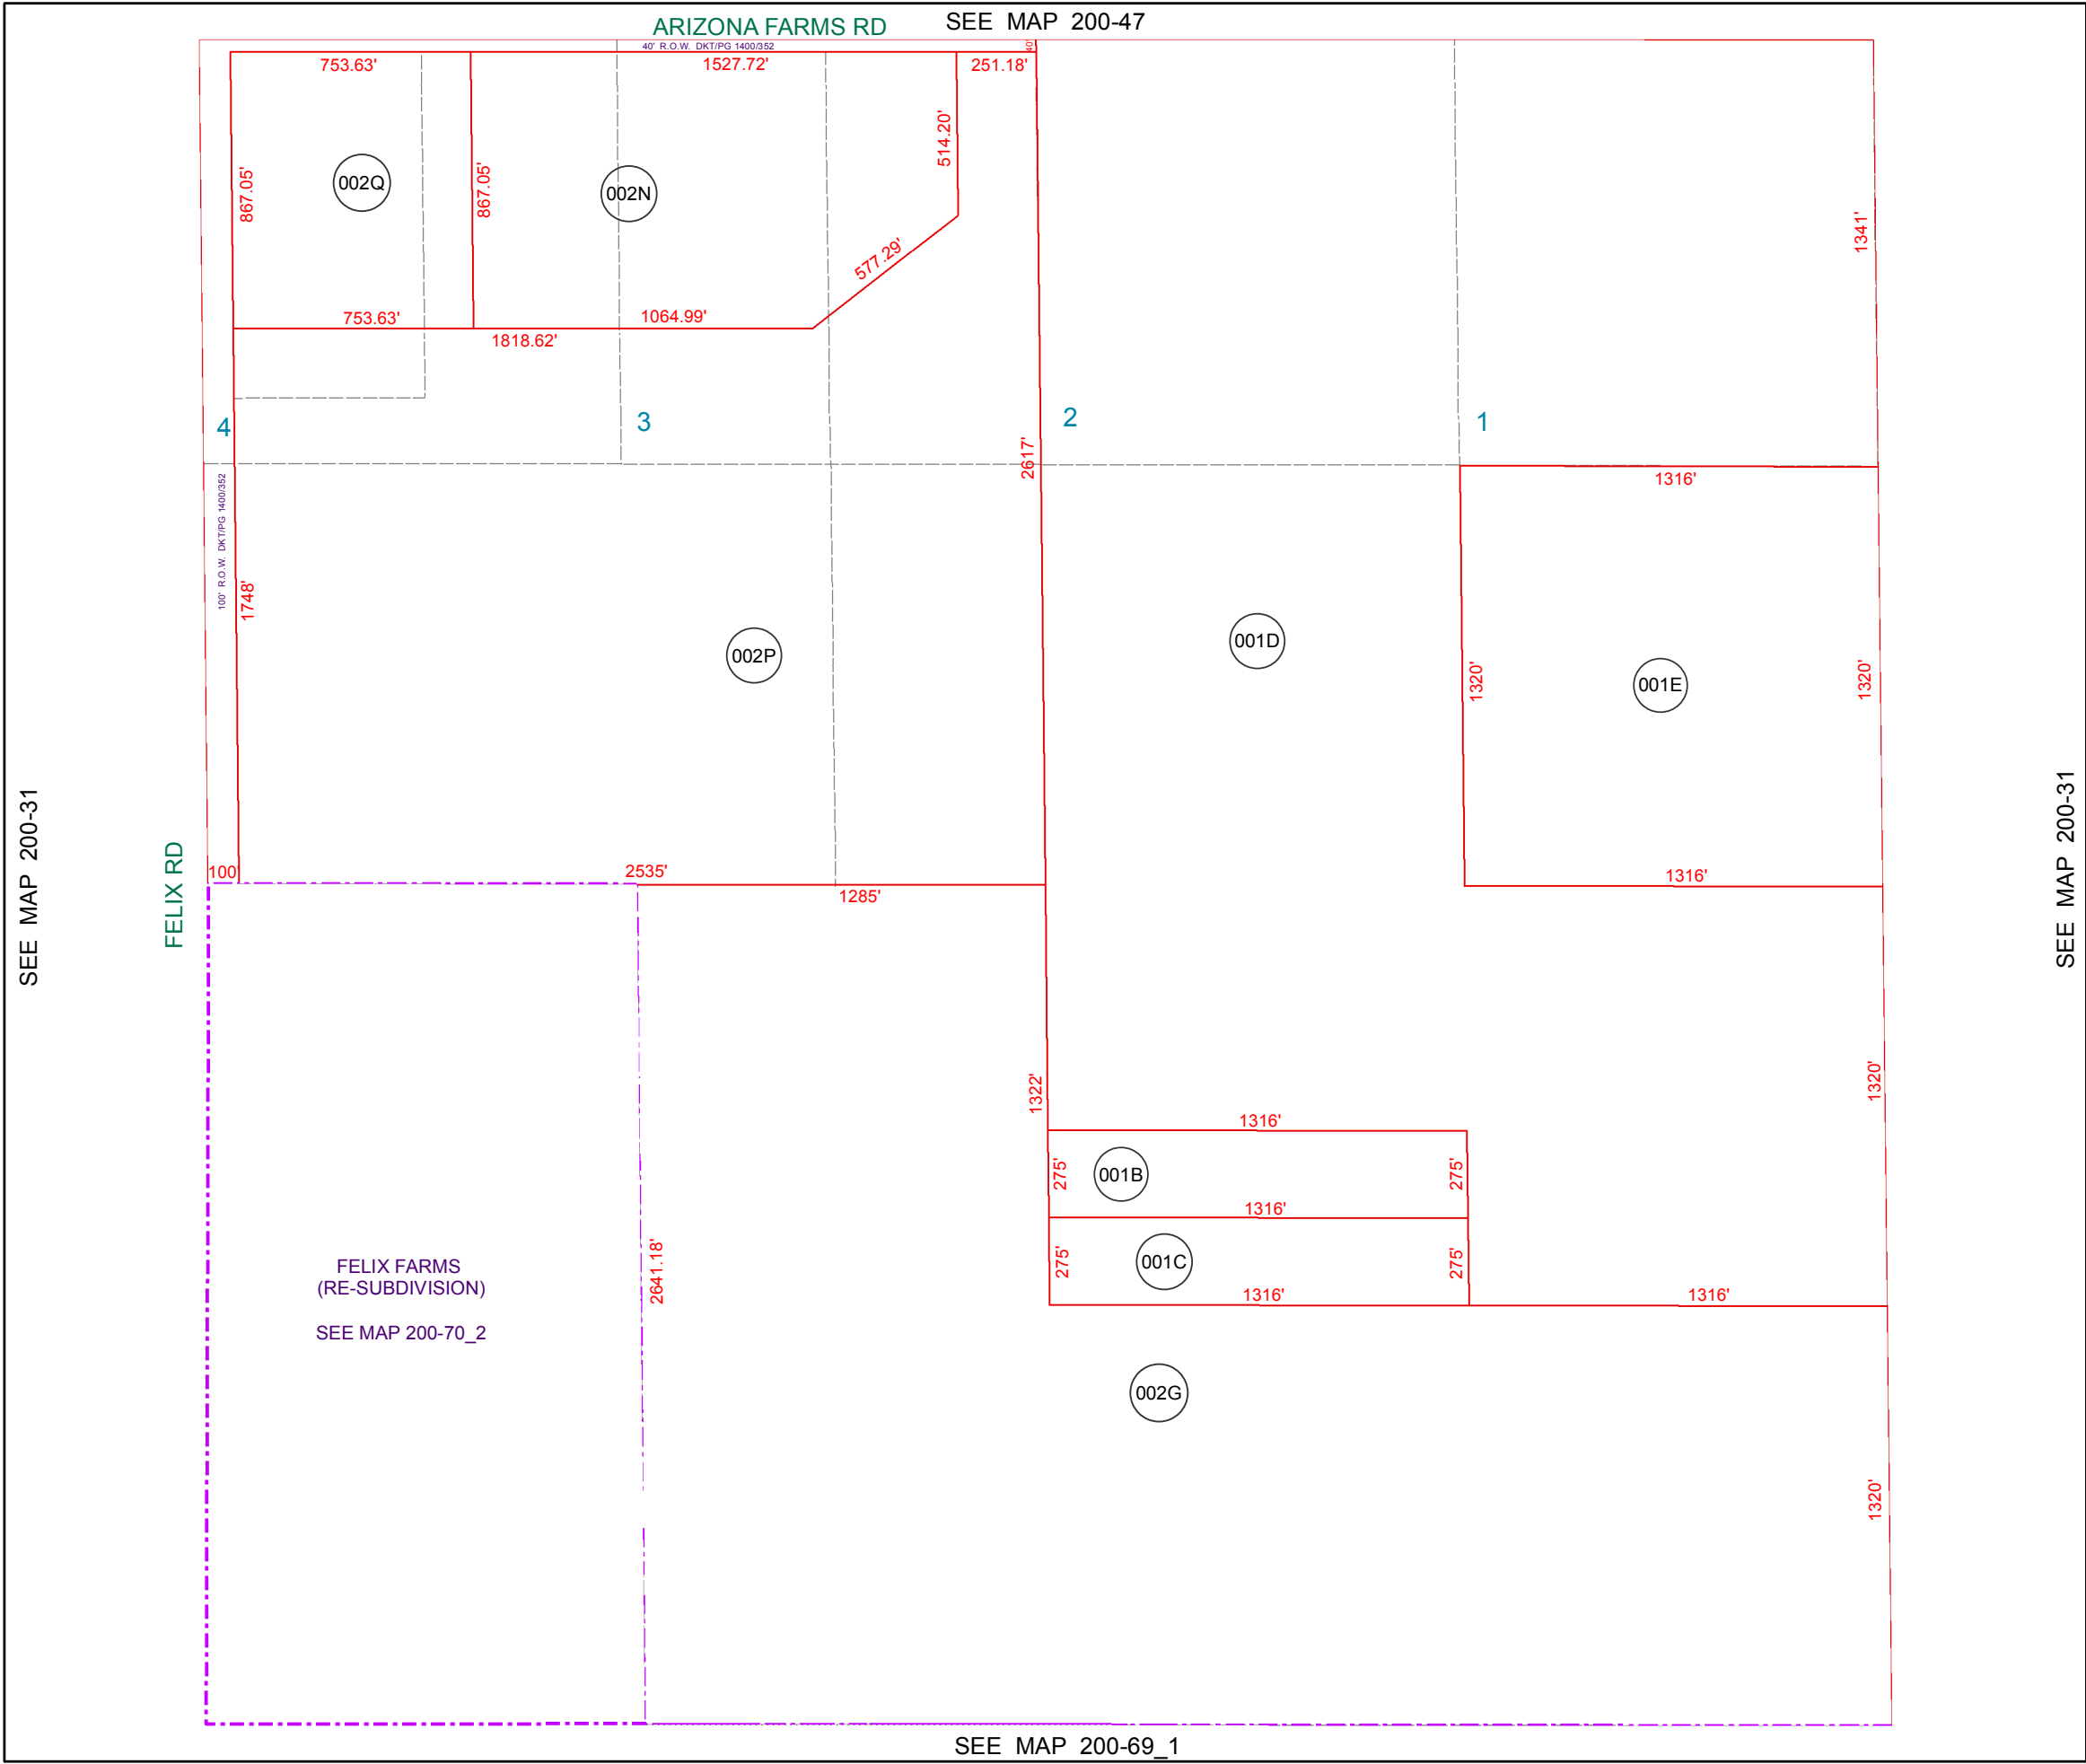 ARIZONA FARMS RD
SEE MAP 200-47
40' R.O.W. DKT/PG 1400/352
40'
753.63'
1527.72'
251.18'
867.05'
002Q
867.05'
002N
514.20'
577.29'
1341'
753.63'
1064.99'
1818.62'
4
3
2
1
2617'
1316'
100' R.O.W. DKT/PG 1400/352
1748'
002P
001D
1320'
001E
1320'
SEE MAP 200-31
FELIX RD
100'
2535'
1285'
1316'
SEE MAP 200-31
1322'
1320'
1316'
275'
001B
275'
1316'
275'
001C
275'
1316'
1316'
FELIX FARMS
(RE-SUBDIVISION)
SEE MAP 200-70_2
2641.18'
002G
1320'
SEE MAP 200-69_1